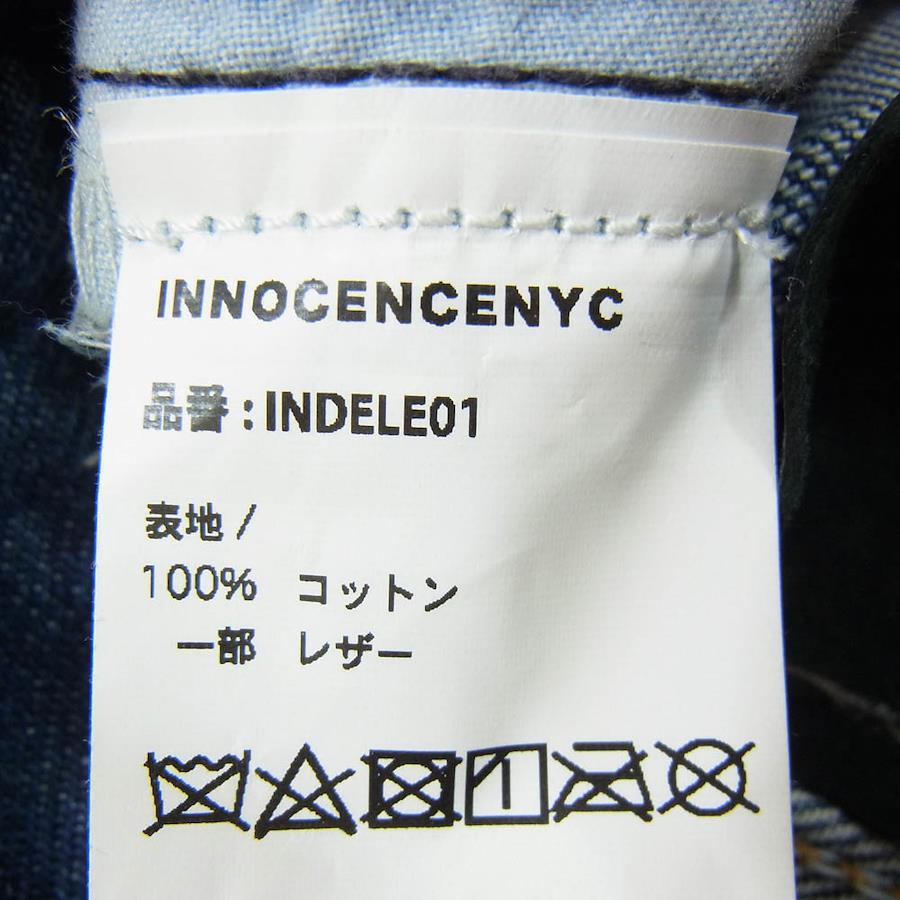 INNOCENCENYC
品番:INDELE01
表地/
100% コットン
一部 レザー